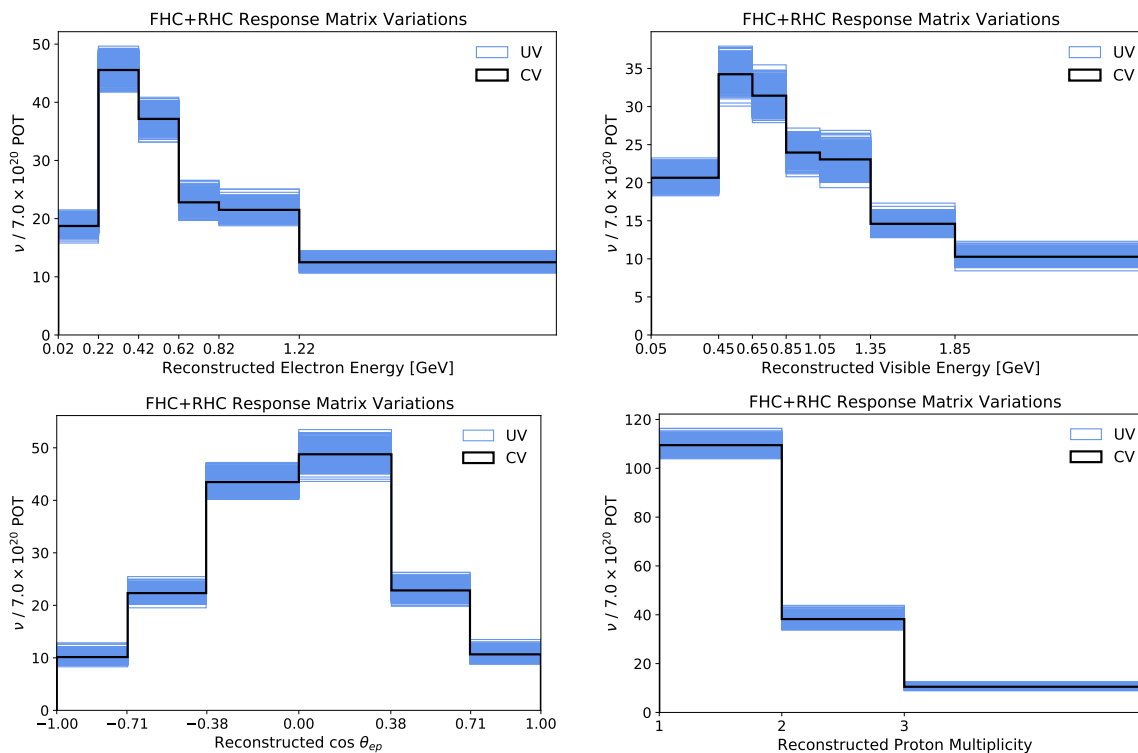 FHC+RHC Response Matrix Variations
ν / 7.0 × 10²⁰ POT
50
40
30
20
10
0
UV
CV
0.02 0.22 0.42 0.62 0.82 1.22
Reconstructed Electron Energy [GeV]
FHC+RHC Response Matrix Variations
ν / 7.0 × 10²⁰ POT
35
30
25
20
15
10
5
0
UV
CV
0.05 0.45 0.65 0.85 1.05 1.35 1.85
Reconstructed Visible Energy [GeV]
FHC+RHC Response Matrix Variations
ν / 7.0 × 10²⁰ POT
50
40
30
20
10
0
UV
CV
−1.00 −0.71 −0.38 0.00 0.38 0.71 1.00
Reconstructed cos θₑₚ
FHC+RHC Response Matrix Variations
ν / 7.0 × 10²⁰ POT
120
100
80
60
40
20
0
UV
CV
1 2 3
Reconstructed Proton Multiplicity